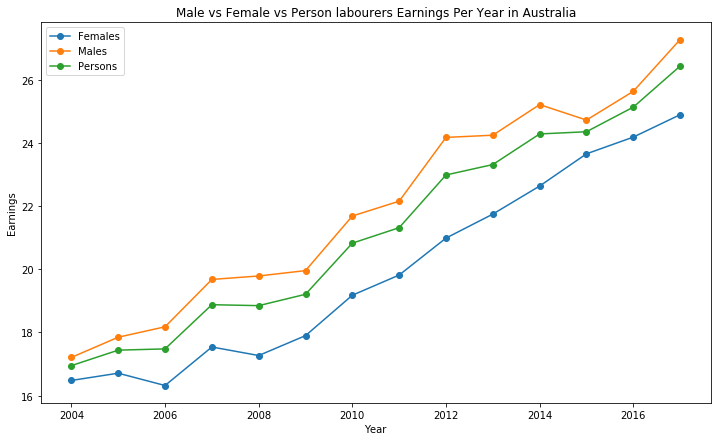 Male vs Female vs Person labourers Earnings Per Year in Australia
Females
Males
Persons
26
24
22
20
18
16
Earnings
2004 2006 2008 2010 2012 2014 2016
Year